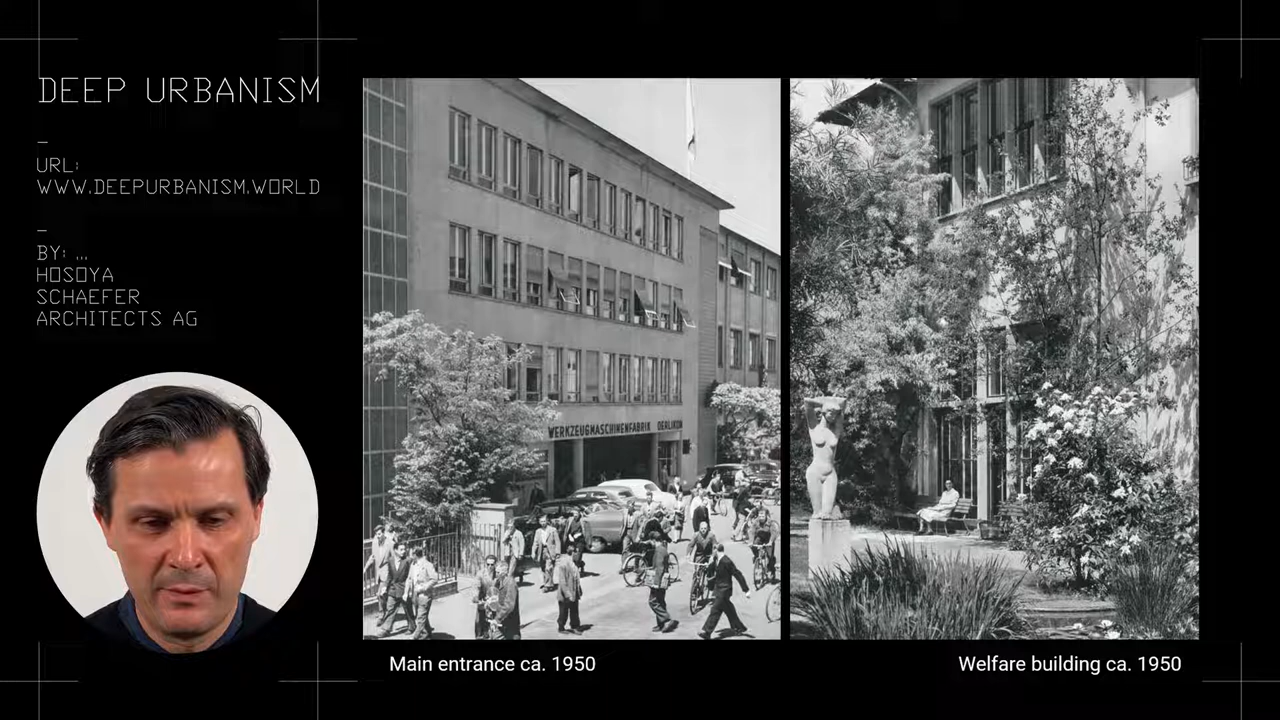 DEEP URBANISM
–
URL:
WWW.DEEPURBANISM.WORLD
–
BY: ...
HOSOYA
SCHAEFER
ARCHITECTS AG
WERKZEUGMASCHINENFABRIK OERLIKON
Main entrance ca. 1950
Welfare building ca. 1950